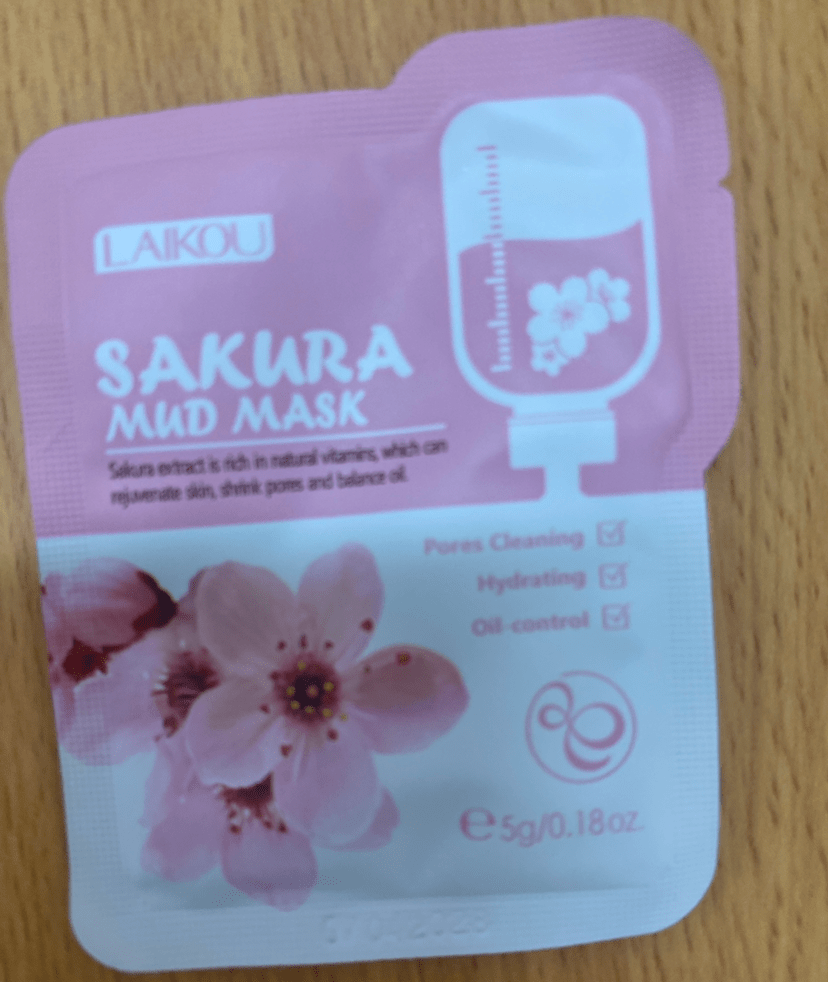 LAIKOU
SAKURA
MUD MASK
Sakura extract is rich in natural vitamins, which can
rejuvenate skin, shrink pores and balance oil.
Pores Cleaning
Hydrating
Oil-control
e5g/0.18oz.